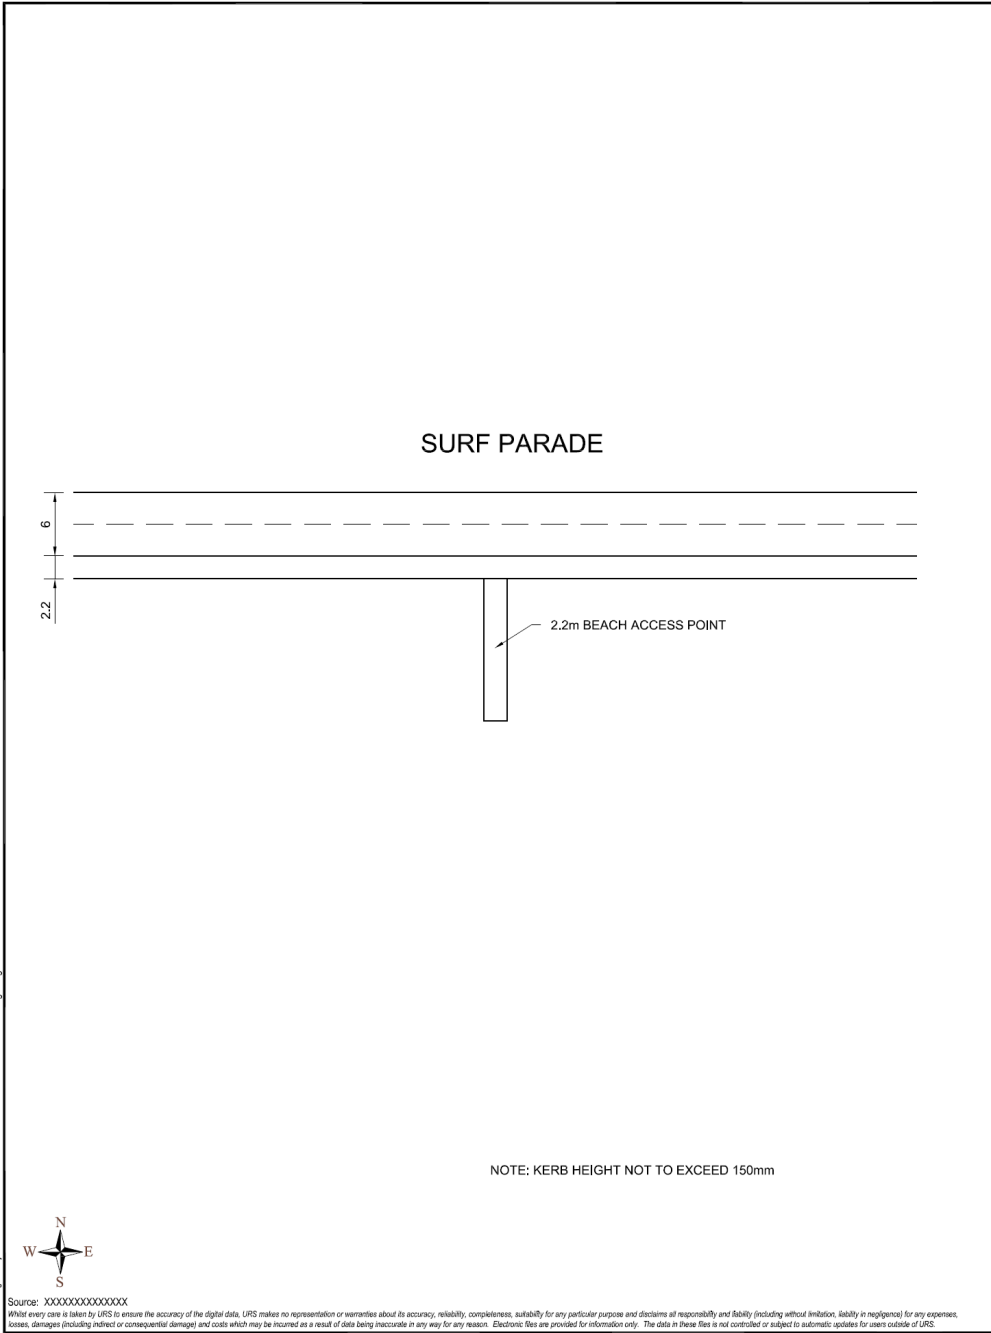 SURF PARADE
6
2.2
2.2m BEACH ACCESS POINT
NOTE: KERB HEIGHT NOT TO EXCEED 150mm
N
W E
S
Source: XXXXXXXXXXXXXX
Whilst every care is taken by URS to ensure the accuracy of the digital data, URS makes no representation or warranties about its accuracy, reliability, completeness, suitability for any particular purpose and disclaims all responsibility and liability (including without limitation, liability in negligence) for any expenses,
losses, damages (including indirect or consequential damage) and costs which may be incurred as a result of data being inaccurate in any way for any reason. Electronic files are provided for information only. The data in these files is not controlled or subject to automatic updates for users outside of URS.